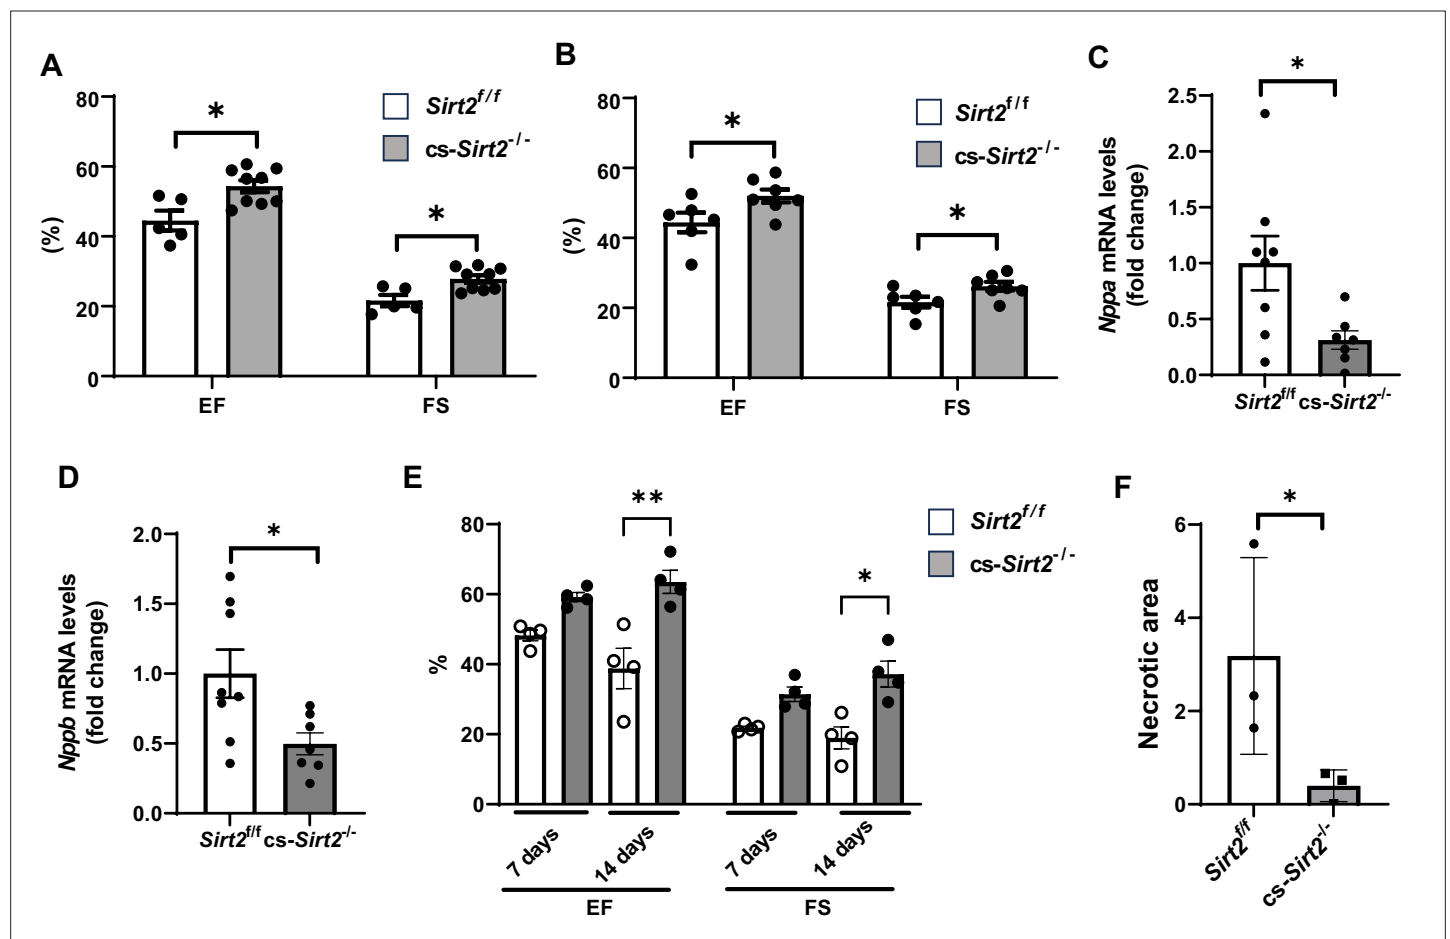 A
80
60
40
20
0
(%)
*
*
EF
FS
Sirt2f/f
cs-Sirt2-/-
B
80
60
40
20
0
(%)
*
*
EF
FS
Sirt2f/f
cs-Sirt2-/-
C
2.5
2.0
1.5
1.0
0.5
0.0
Nppa mRNA levels
(fold change)
*
Sirt2f/f cs-Sirt2-/-
D
2.0
1.5
1.0
0.5
0.0
Nppb mRNA levels
(fold change)
*
Sirt2f/f cs-Sirt2-/-
E
80
60
40
20
0
%
**
*
7 days
14 days
7 days
14 days
EF
FS
Sirt2f/f
cs-Sirt2-/-
F
6
4
2
0
Necrotic area
*
Sirt2f/f
cs-Sirt2-/-